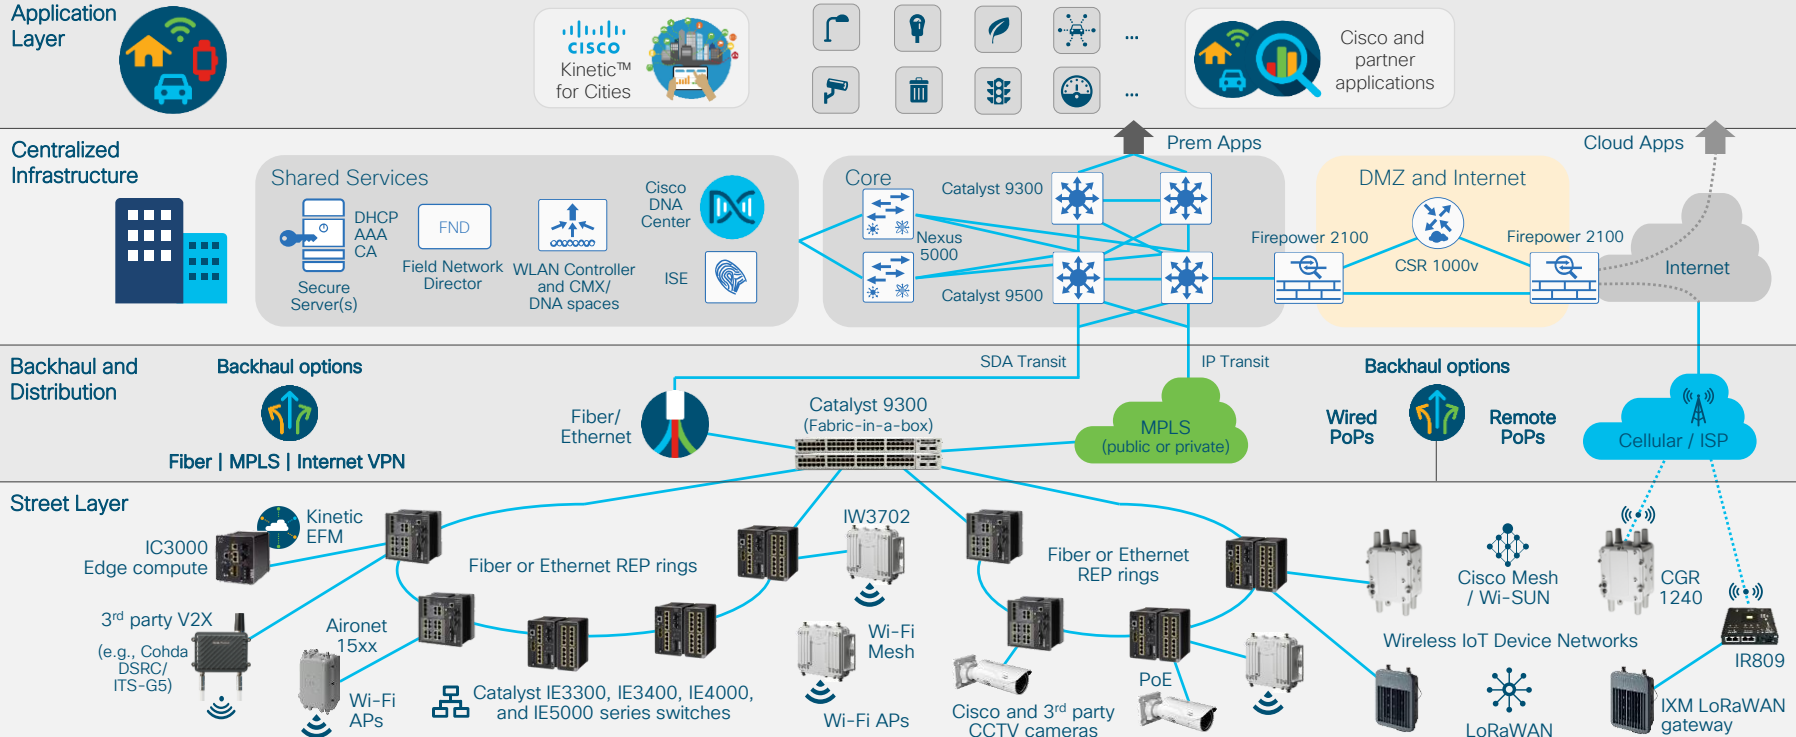 Application
Layer
CISCO
Kinetic™
for Cities
...
...
Cisco and
partner
applications
Centralized
Infrastructure
Prem Apps
Cloud Apps
Shared Services
DHCP
AAA
CA
Secure
Server(s)
FND
Field Network
Director
WLAN Controller
and CMX/
DNA spaces
Cisco
DNA
Center
ISE
Core
Catalyst 9300
Nexus
5000
Catalyst 9500
DMZ and Internet
Firepower 2100
CSR 1000v
Firepower 2100
Internet
Backhaul and
Distribution
Backhaul options
Fiber | MPLS | Internet VPN
SDA Transit
IP Transit
Fiber/
Ethernet
Catalyst 9300
(Fabric-in-a-box)
MPLS
(public or private)
Backhaul options
Wired
PoPs
Remote
PoPs
Cellular / ISP
Street Layer
Kinetic
EFM
IC3000
Edge compute
3rd party V2X
(e.g., Cohda
DSRC/
ITS-G5)
Aironet
15xx
Wi-Fi
APs
Fiber or Ethernet REP rings
Catalyst IE3300, IE3400, IE4000,
and IE5000 series switches
IW3702
Wi-Fi
Mesh
Wi-Fi APs
Fiber or Ethernet
REP rings
PoE
Cisco and 3rd party
CCTV cameras
Cisco Mesh
/ Wi-SUN
CGR
1240
Wireless IoT Device Networks
IR809
LoRaWAN
IXM LoRaWAN
gateway